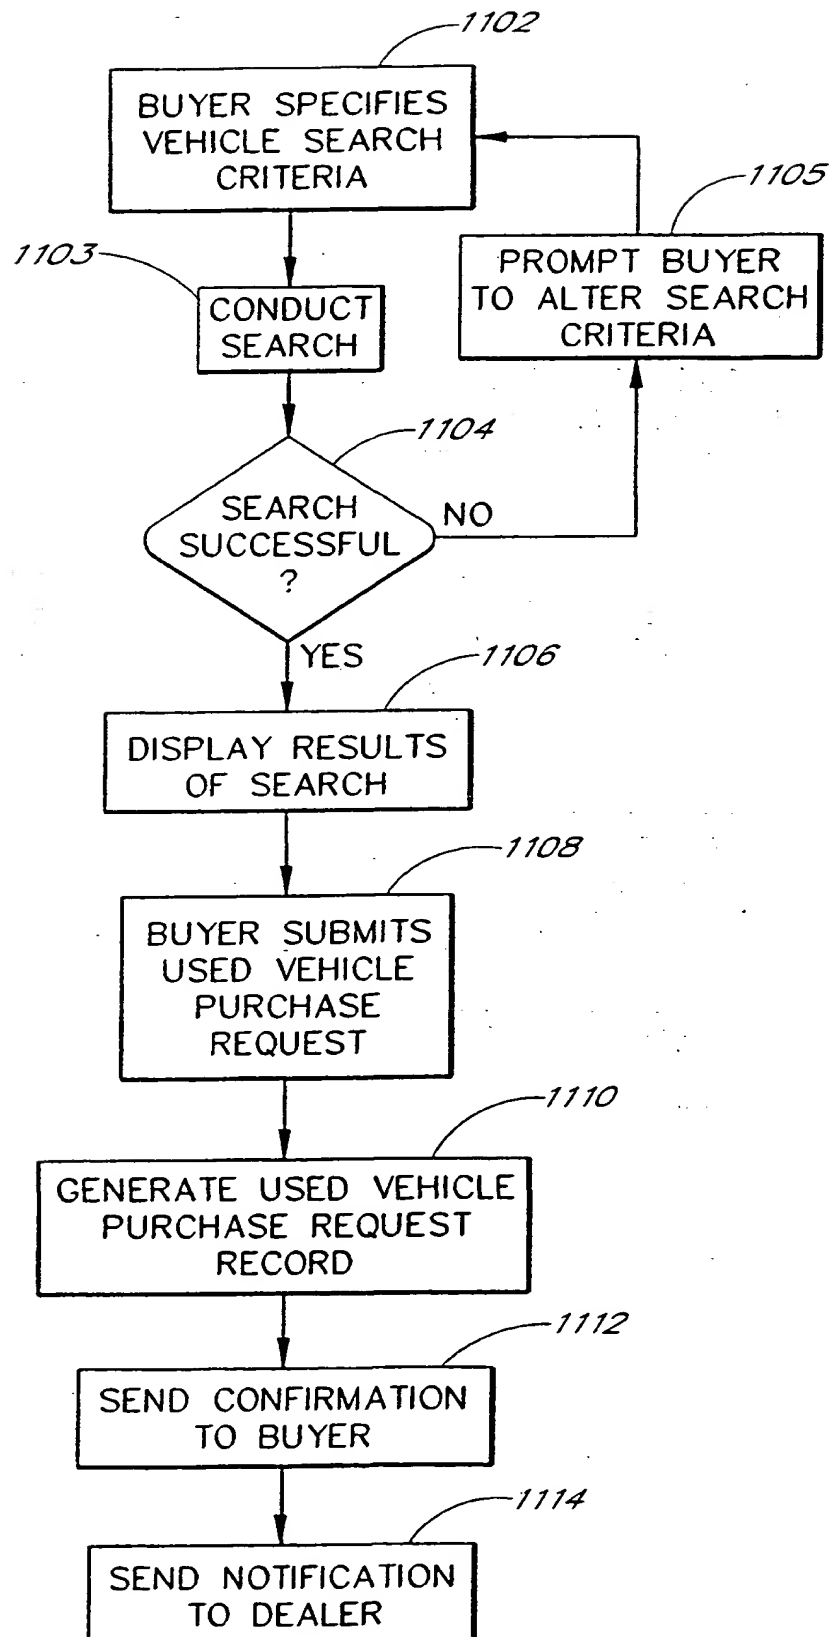 1102
BUYER SPECIFIES
VEHICLE SEARCH
CRITERIA
1105
PROMPT BUYER
TO ALTER SEARCH
CRITERIA
1103
CONDUCT
SEARCH
1104
SEARCH
SUCCESSFUL
?
NO
YES
1106
DISPLAY RESULTS
OF SEARCH
1108
BUYER SUBMITS
USED VEHICLE
PURCHASE
REQUEST
1110
GENERATE USED VEHICLE
PURCHASE REQUEST
RECORD
1112
SEND CONFIRMATION
TO BUYER
1114
SEND NOTIFICATION
TO DEALER